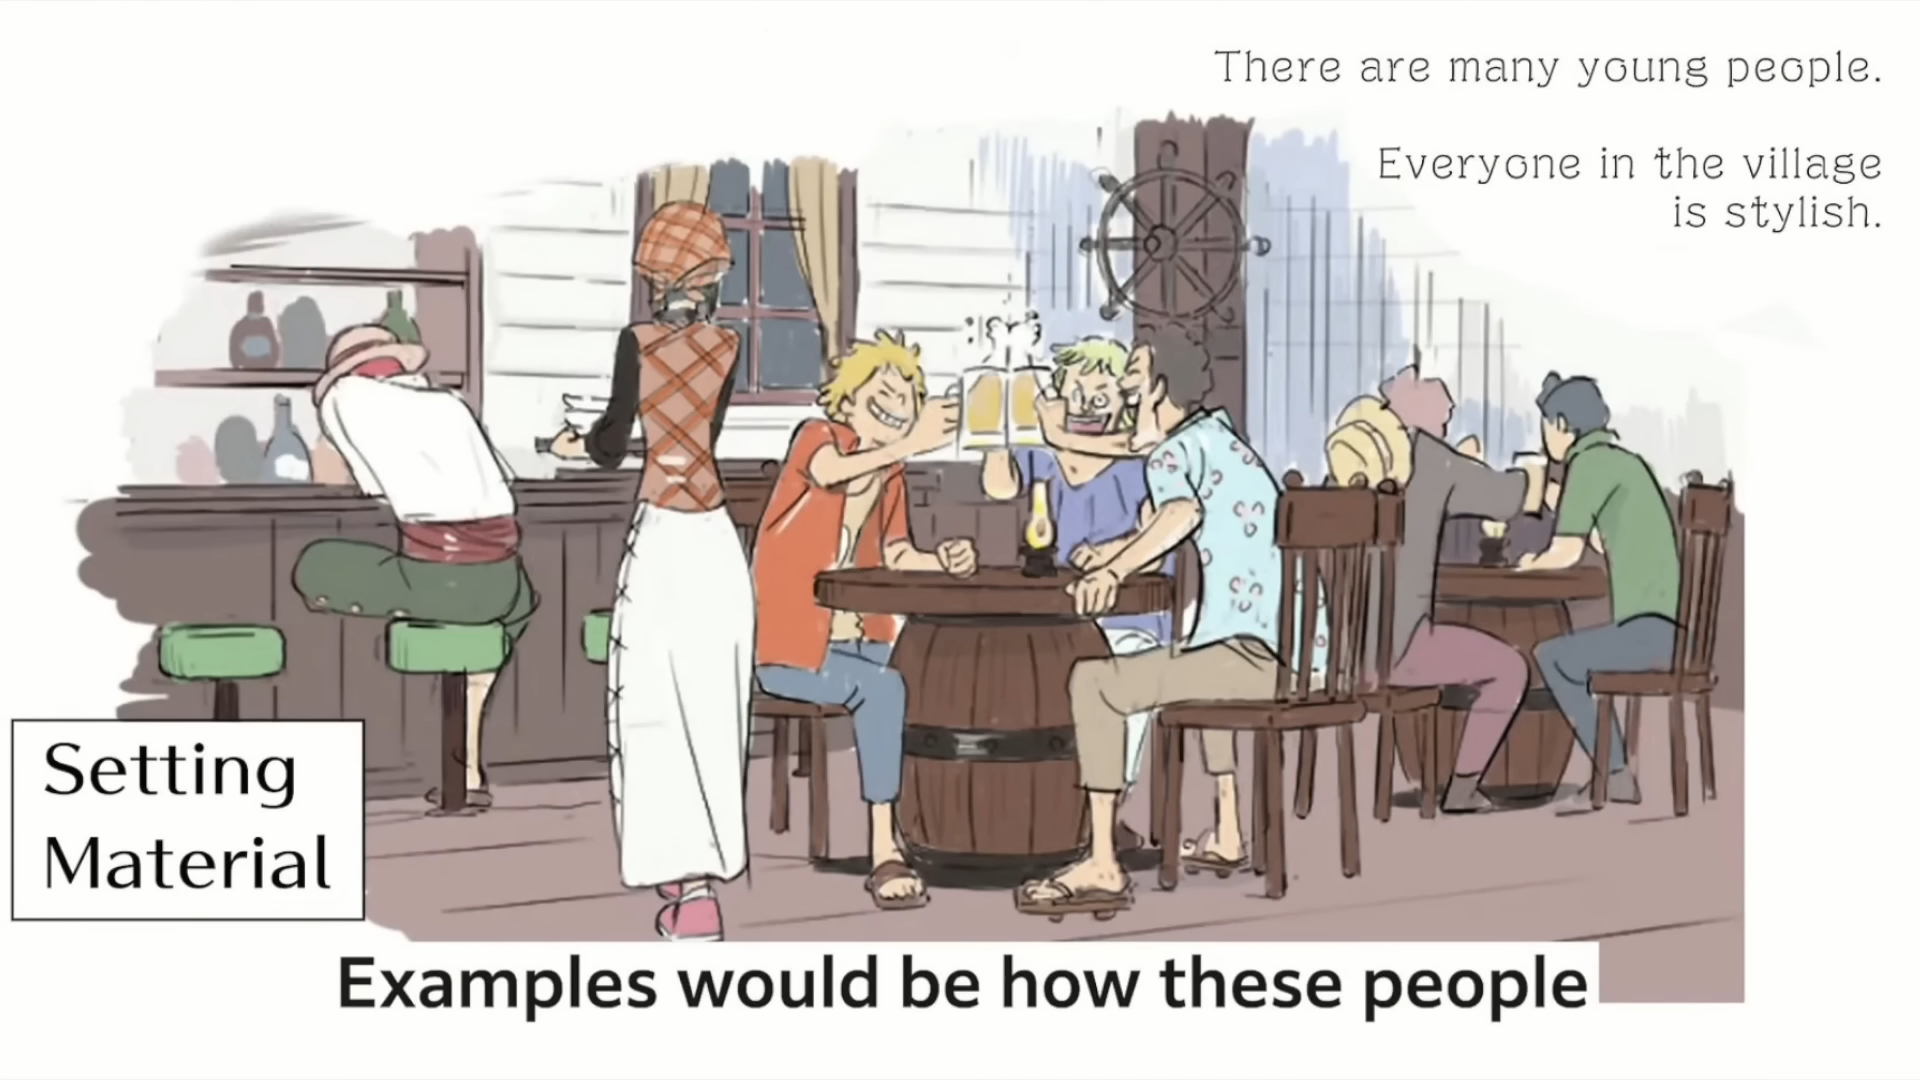 There are many young people.
Everyone in the village
is stylish.
Setting
Material
Examples would be how these people